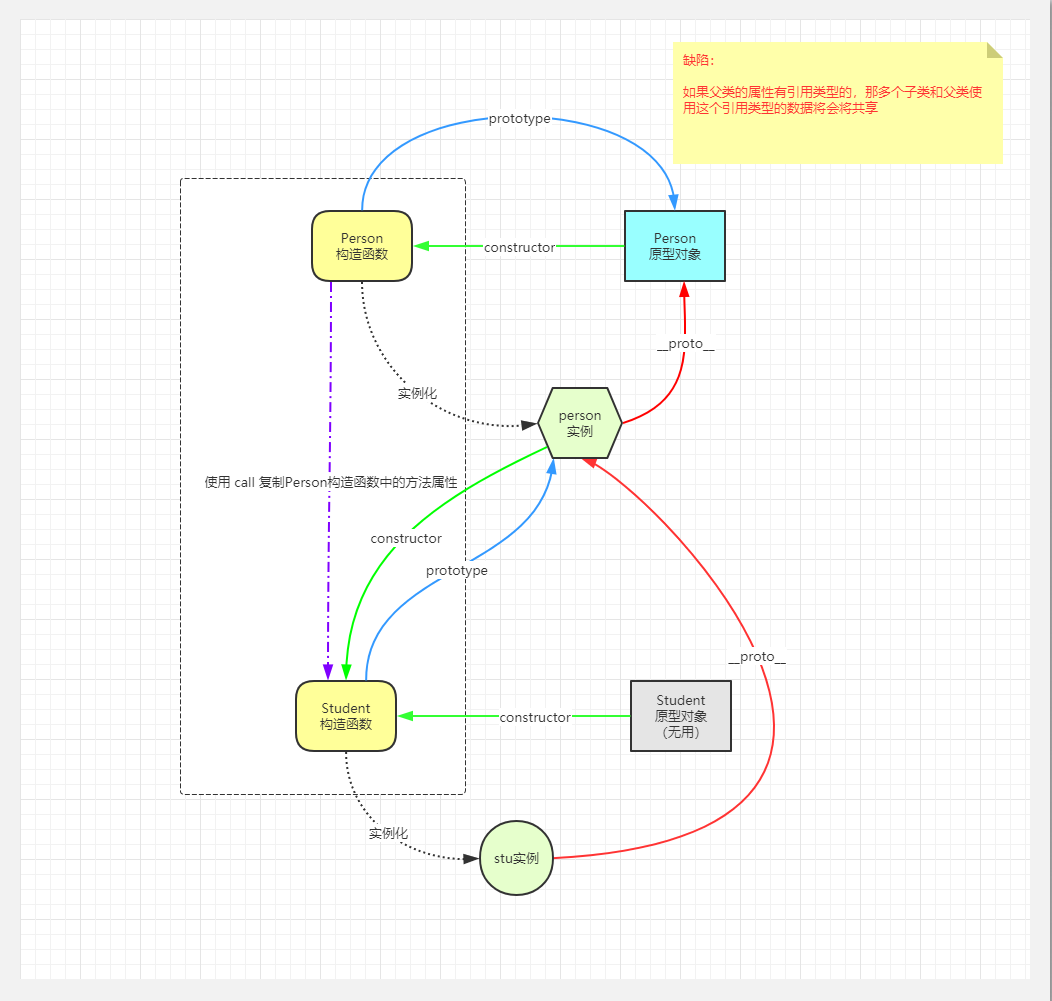 缺陷：
如果父类的属性有引用类型的，那多个子类和父类使
用这个引用类型的数据将会将共享
prototype
Person
构造函数
constructor
Person
原型对象
__proto__
实例化
person
实例
使用 call 复制Person构造函数中的方法属性
constructor
prototype
__proto__
Student
构造函数
constructor
Student
原型对象
（无用）
实例化
stu实例